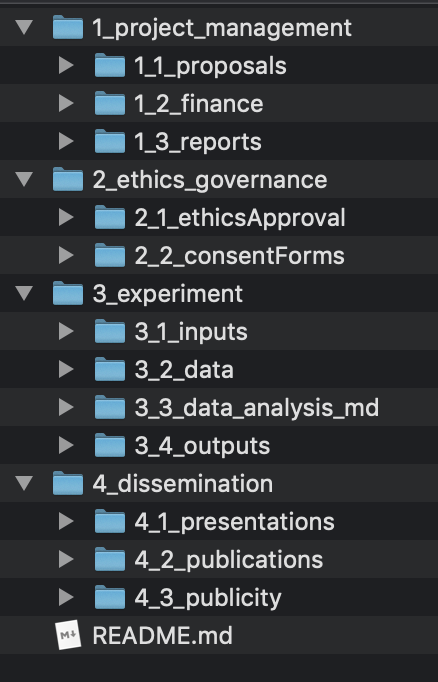 1_project_management
1_1_proposals
1_2_finance
1_3_reports
2_ethics_governance
2_1_ethicsApproval
2_2_consentForms
3_experiment
3_1_inputs
3_2_data
3_3_data_analysis_md
3_4_outputs
4_dissemination
4_1_presentations
4_2_publications
4_3_publicity
M↓ README.md